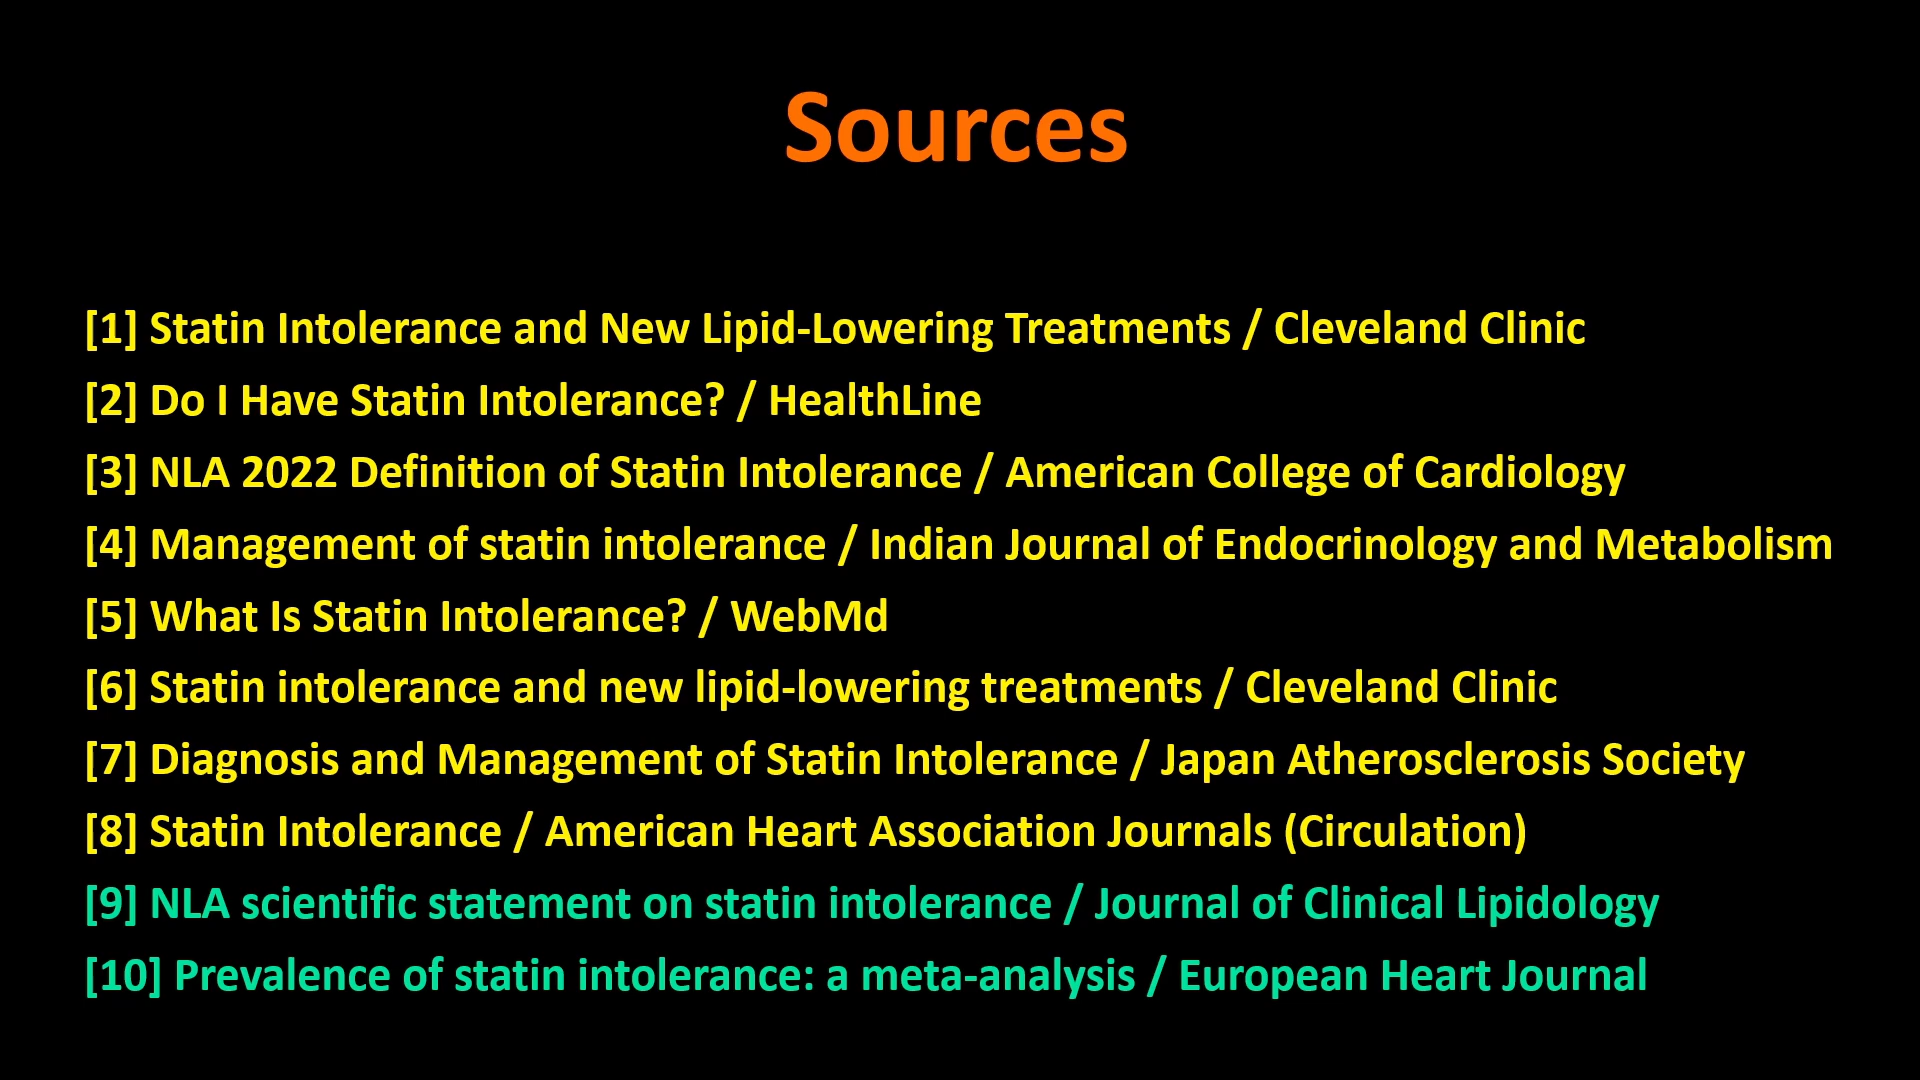 Sources
[1] Statin Intolerance and New Lipid-Lowering Treatments / Cleveland Clinic
[2] Do I Have Statin Intolerance? / HealthLine
[3] NLA 2022 Definition of Statin Intolerance / American College of Cardiology
[4] Management of statin intolerance / Indian Journal of Endocrinology and Metabolism
[5] What Is Statin Intolerance? / WebMd
[6] Statin intolerance and new lipid-lowering treatments / Cleveland Clinic
[7] Diagnosis and Management of Statin Intolerance / Japan Atherosclerosis Society
[8] Statin Intolerance / American Heart Association Journals (Circulation)
[9] NLA scientific statement on statin intolerance / Journal of Clinical Lipidology
[10] Prevalence of statin intolerance: a meta-analysis / European Heart Journal